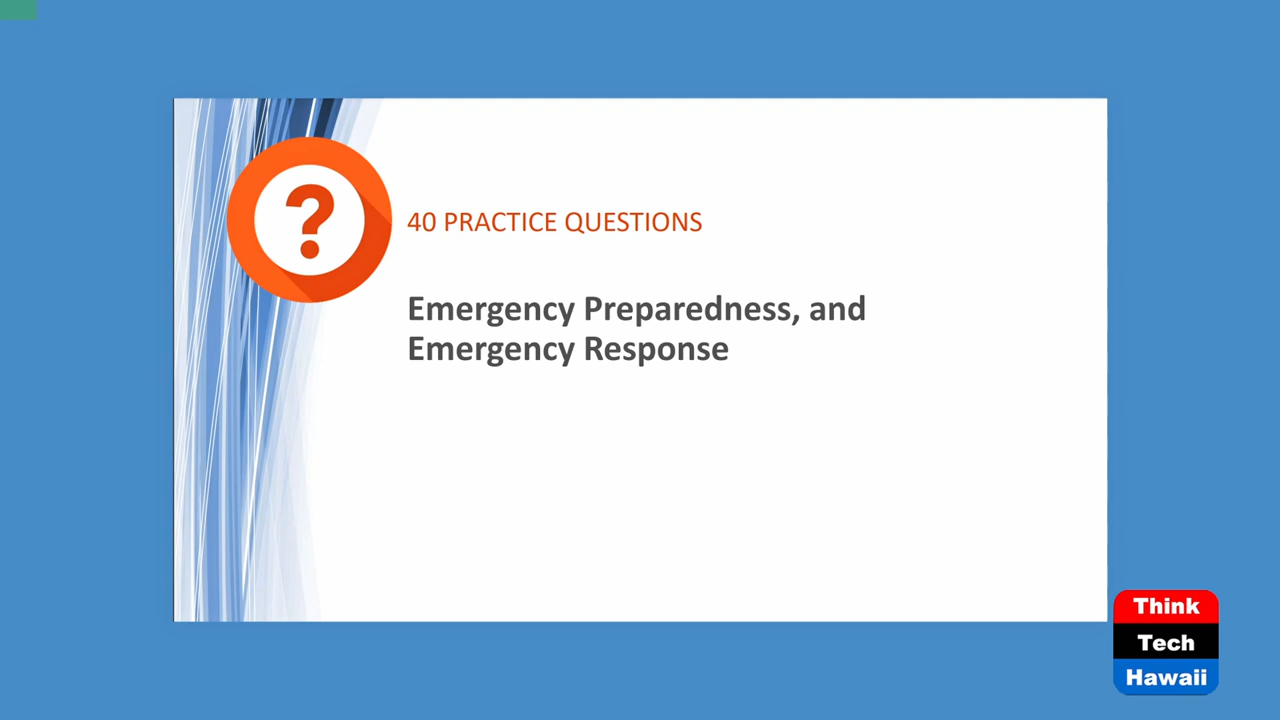 ?
40 PRACTICE QUESTIONS
Emergency Preparedness, and
Emergency Response
Think
Tech
Hawaii